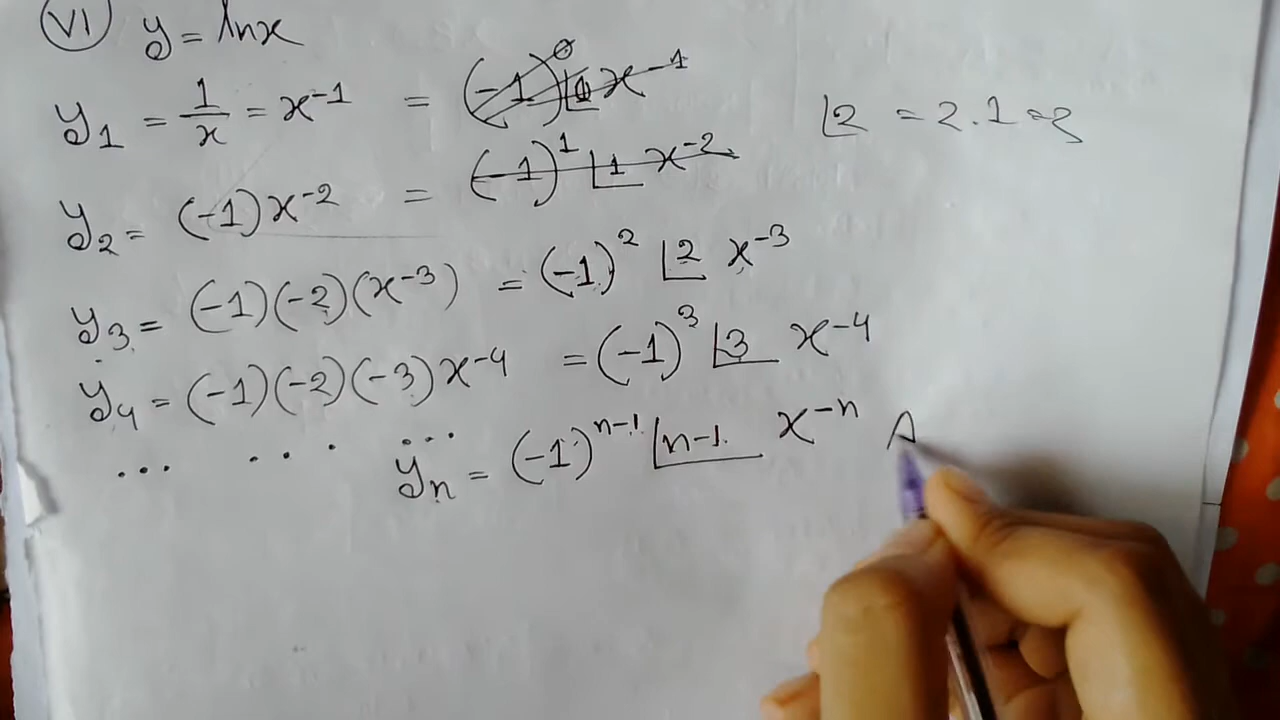 (VI) y = lnx
y₁ = 1/x = x⁻¹ = (-1)⁰ ⌊0 x⁻¹
⌊2 = 2.1=2
y₂ = (-1)x⁻² = (-1)¹ ⌊1 x⁻²
y₃ = (-1)(-2)(x⁻³) = (-1)² ⌊2 x⁻³
y₄ = (-1)(-2)(-3)x⁻⁴ = (-1)³ ⌊3 x⁻⁴
... ... ...
yₙ = (-1)ⁿ⁻¹ ⌊n-1 x⁻ⁿ A